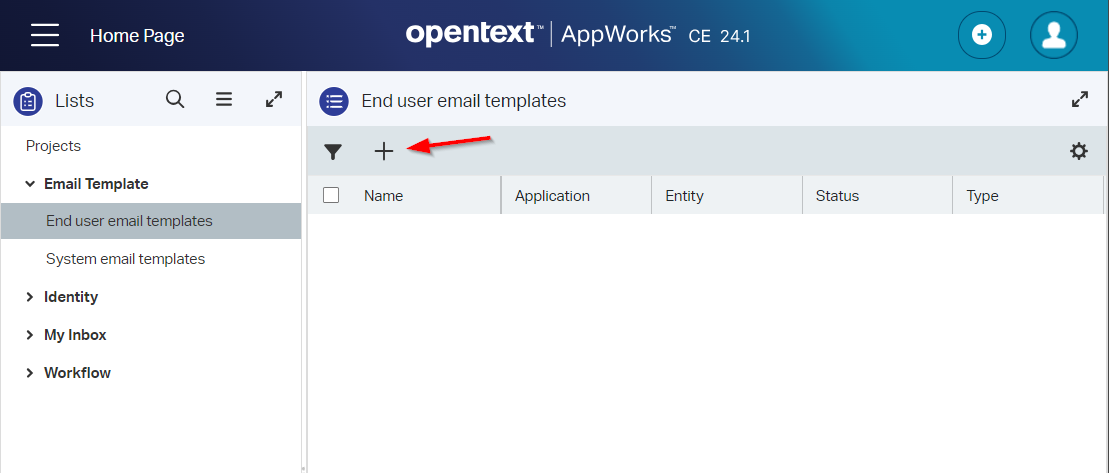 Home Page
opentext™ | AppWorks™ CE 24.1
Lists
End user email templates
Projects
Email Template
End user email templates
System email templates
Identity
My Inbox
Workflow
Name Application Entity Status Type